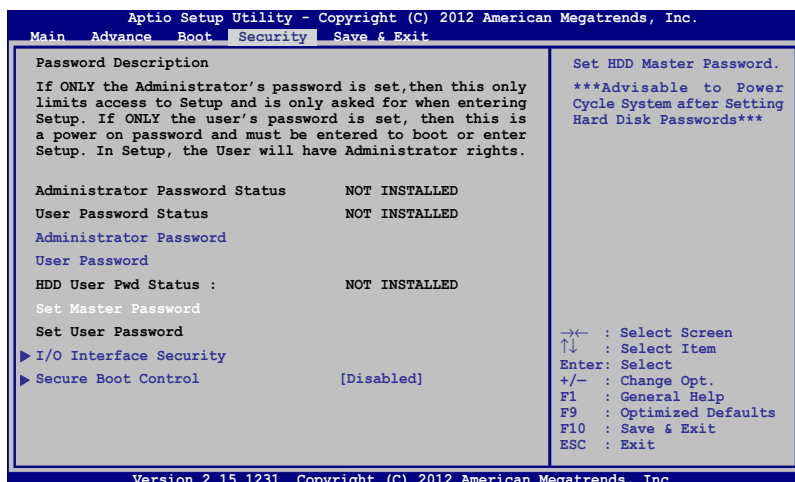 Aptio Setup Utility - Copyright (C) 2012 American Megatrends, Inc.
Main Advance Boot Security Save & Exit
Password Description
If ONLY the Administrator's password is set,then this only
limits access to Setup and is only asked for when entering
Setup. If ONLY the user's password is set, then this is
a power on password and must be entered to boot or enter
Setup. In Setup, the User will have Administrator rights.
Administrator Password Status NOT INSTALLED
User Password Status NOT INSTALLED
Administrator Password
User Password
HDD User Pwd Status : NOT INSTALLED
Set Master Password
Set User Password
I/O Interface Security
Secure Boot Control [Disabled]
Set HDD Master Password.
***Advisable to Power
Cycle System after Setting
Hard Disk Passwords***
→← : Select Screen
↑↓ : Select Item
Enter: Select
+/— : Change Opt.
F1 : General Help
F9 : Optimized Defaults
F10 : Save & Exit
ESC : Exit
Version 2.15.1231. Copyright (C) 2012 American Megatrends, Inc.